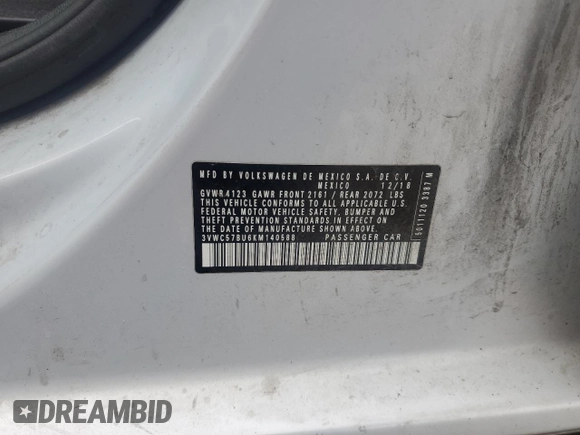 MFD BY VOLKSWAGEN DE MEXICO S.A. DE C.V.
MEXICO 12/18
GVWR 4123 GAWR FRONT 2161 / REAR 2072 LBS
THIS VEHICLE CONFORMS TO ALL APPLICABLE U.S.
FEDERAL MOTOR VEHICLE SAFETY, BUMPER AND
THEFT PREVENTION STANDARDS IN EFFECT ON
THE DATE OF MANUFACTURE SHOWN ABOVE.
3VWC57BU6KM140588 PASSENGER CAR
5011120 3387 M
DREAMBID